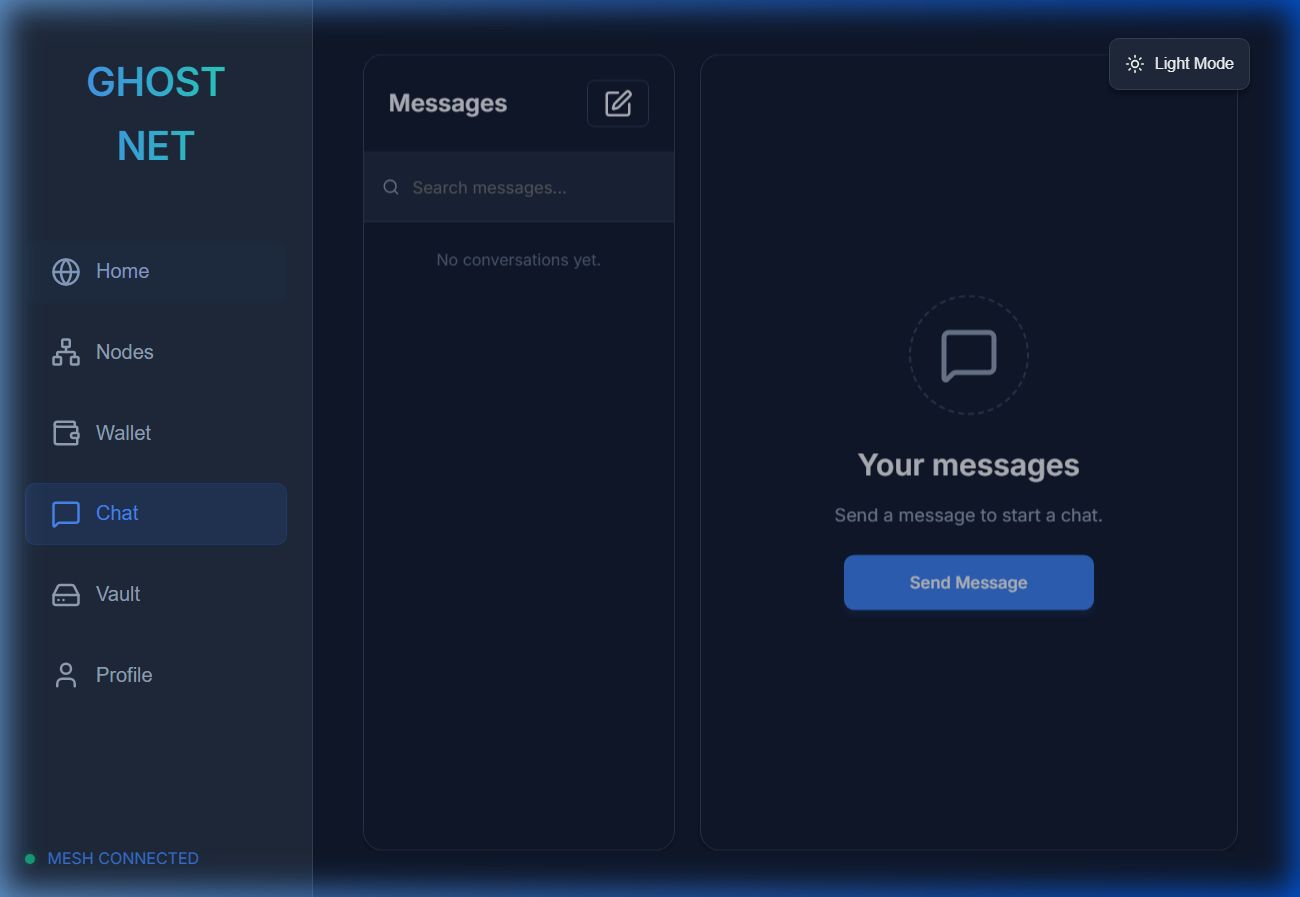 GHOST
NET
Home
Nodes
Wallet
Chat
Vault
Profile
MESH CONNECTED
Messages
Search messages...
No conversations yet.
Light Mode
Your messages
Send a message to start a chat.
Send Message